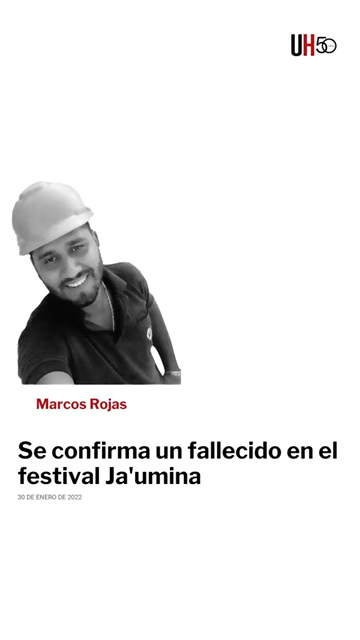 UH50
Marcos Rojas
Se confirma un fallecido en el
festival Ja'umina
30 DE ENERO DE 2022